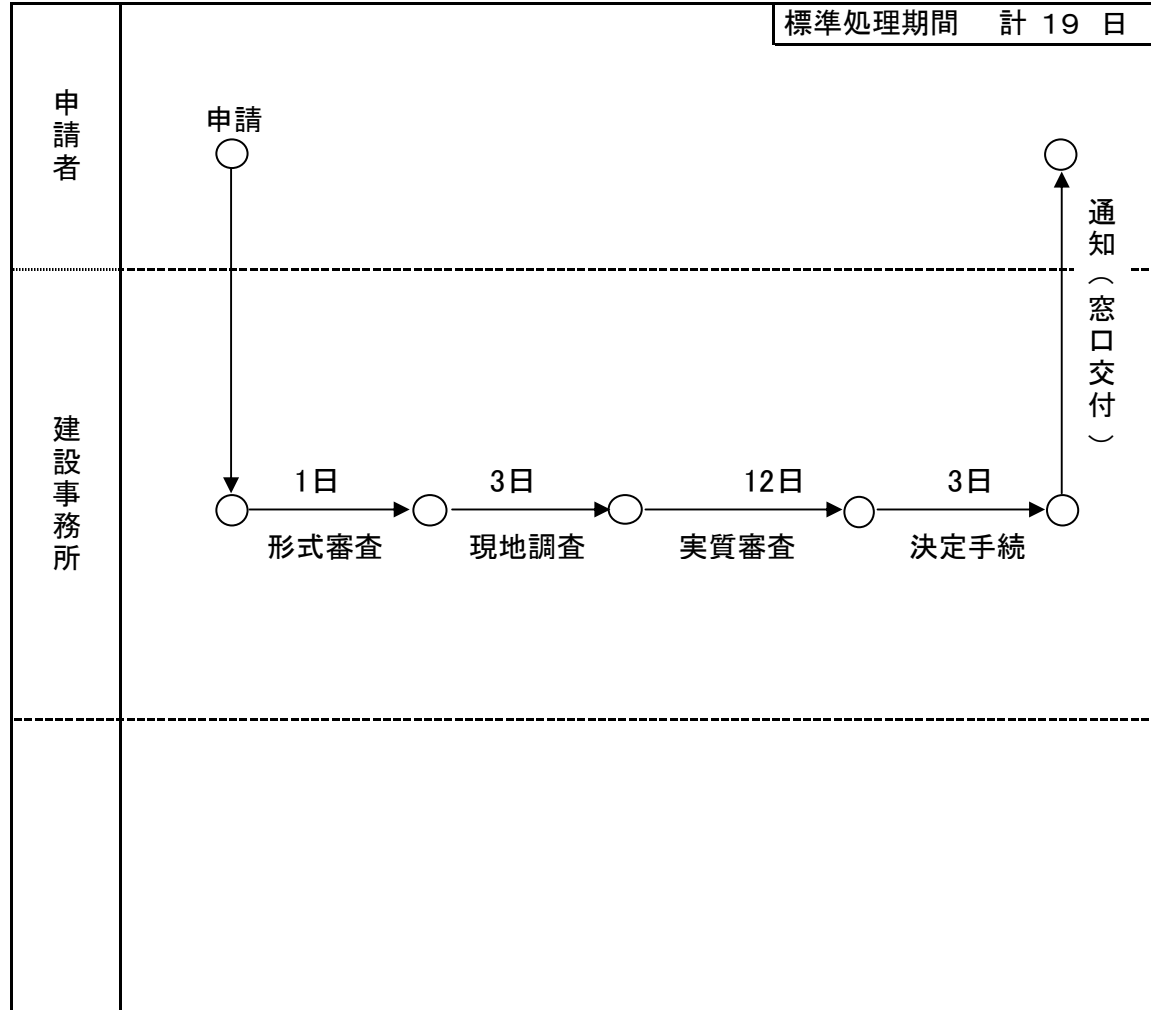 標準処理期間 計 19 日
申請者
申請
通知(窓口交付)
建設事務所
1日
3日
12日
3日
形式審査
現地調査
実質審査
決定手続